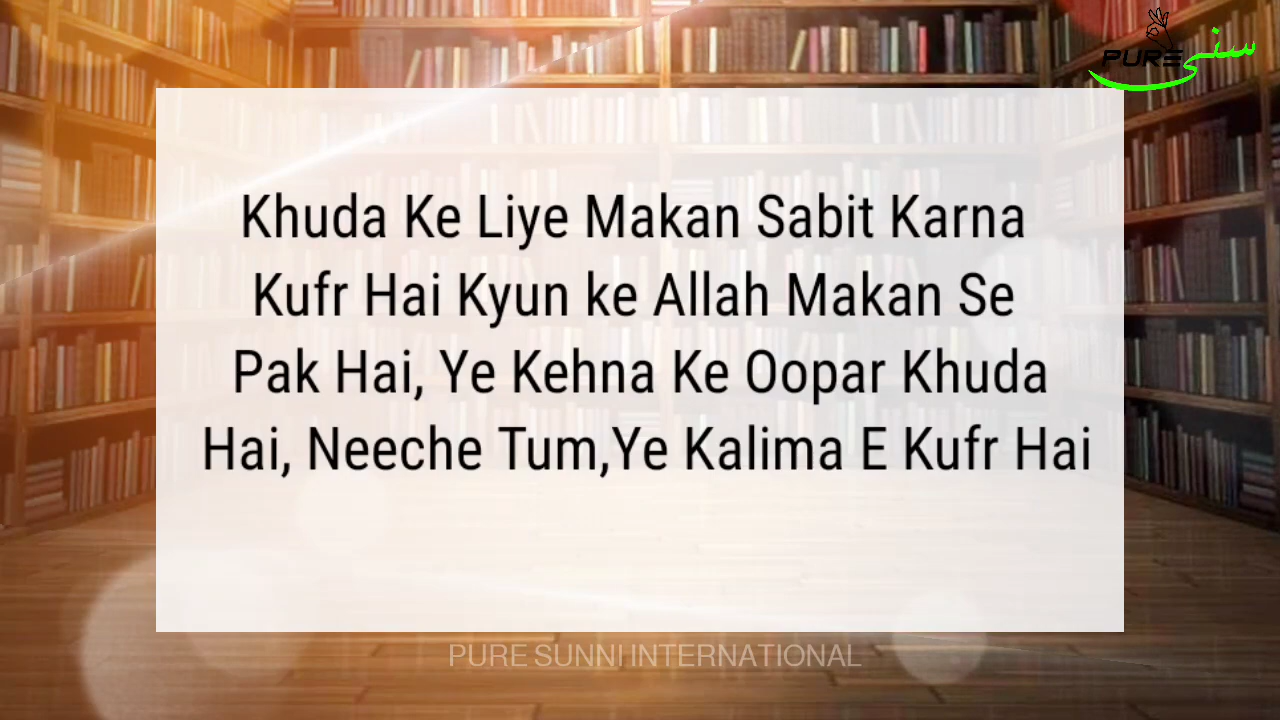 PURE سنی
Khuda Ke Liye Makan Sabit Karna
Kufr Hai Kyun ke Allah Makan Se
Pak Hai, Ye Kehna Ke Oopar Khuda
Hai, Neeche Tum,Ye Kalima E Kufr Hai
PURE SUNNI INTERNATIONAL